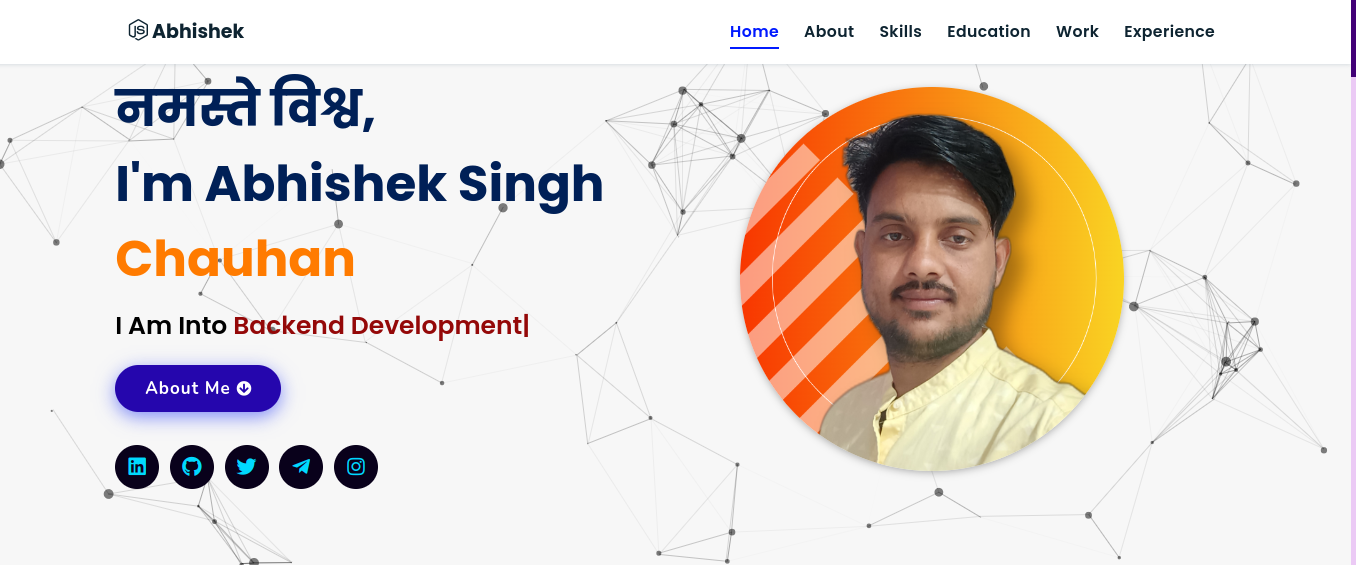 Abhishek
Home About Skills Education Work Experience
नमस्ते विश्व,
I'm Abhishek Singh
Chauhan
I Am Into Backend Development|
About Me